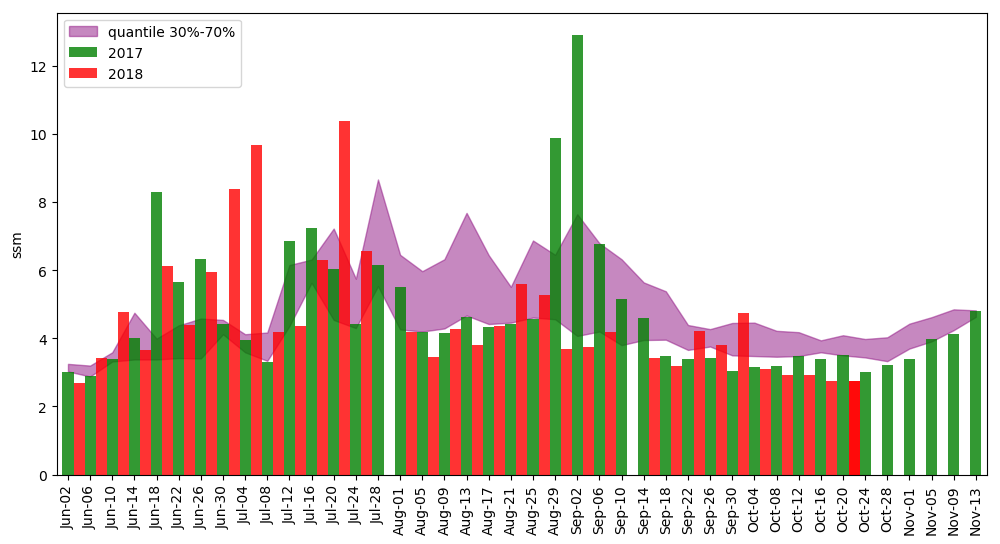 quantile 30%-70%
2017
2018
ssm
12
10
8
6
4
2
0
Jun-02
Jun-06
Jun-10
Jun-14
Jun-18
Jun-22
Jun-26
Jun-30
Jul-04
Jul-08
Jul-12
Jul-16
Jul-20
Jul-24
Jul-28
Aug-01
Aug-05
Aug-09
Aug-13
Aug-17
Aug-21
Aug-25
Aug-29
Sep-02
Sep-06
Sep-10
Sep-14
Sep-18
Sep-22
Sep-26
Sep-30
Oct-04
Oct-08
Oct-12
Oct-16
Oct-20
Oct-24
Oct-28
Nov-01
Nov-05
Nov-09
Nov-13